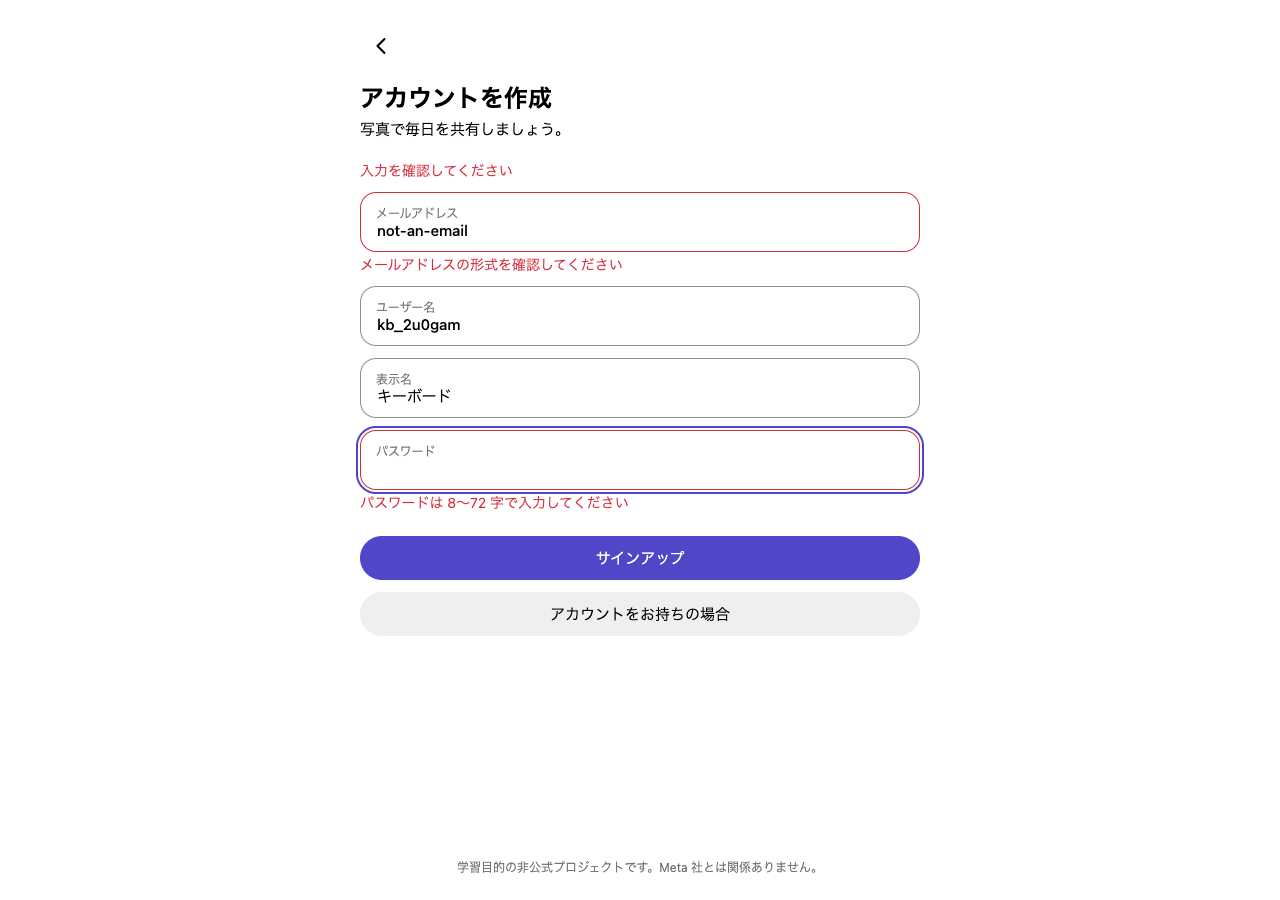 アカウントを作成
写真で毎日を共有しましょう。
入力を確認してください
メールアドレス
not-an-email
メールアドレスの形式を確認してください
ユーザー名
kb_2u0gam
表示名
キーボード
パスワード
パスワードは 8〜72 字で入力してください
サインアップ
アカウントをお持ちの場合
学習目的の非公式プロジェクトです。Meta 社とは関係ありません。